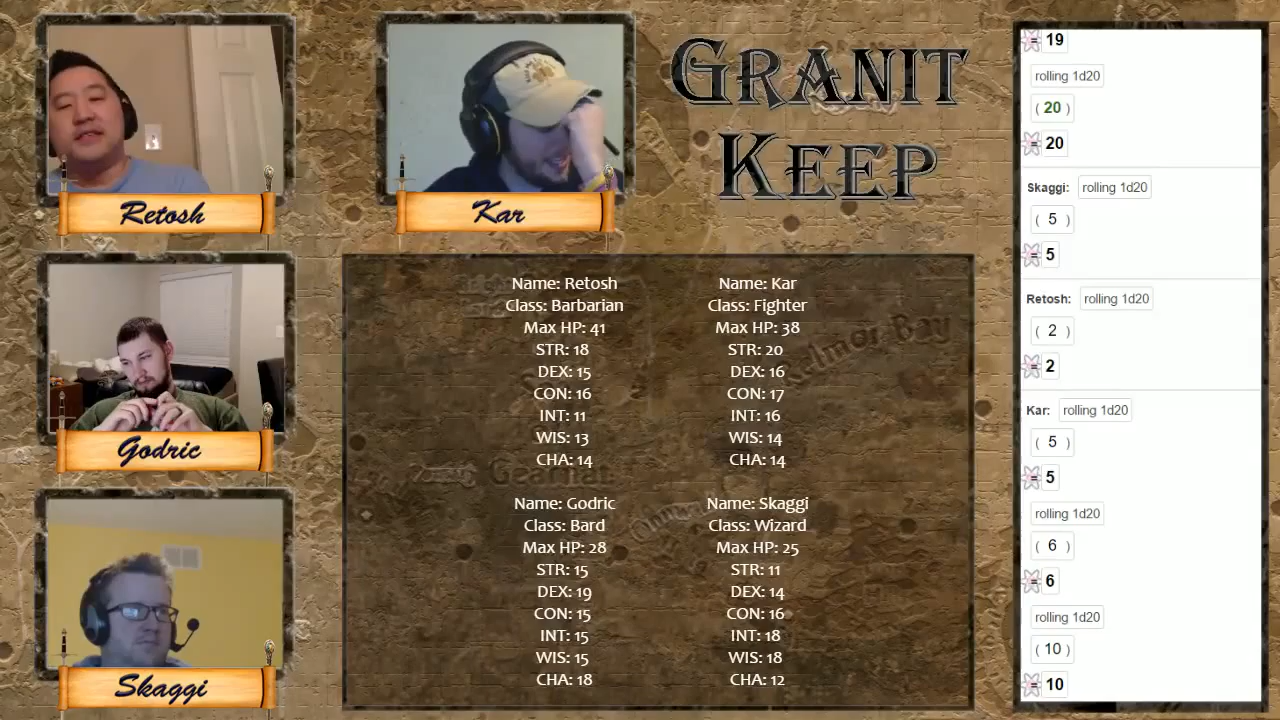 GRANIT
KEEP
Retosh
Kar
Godric
Skaggi
Name: Retosh
Class: Barbarian
Max HP: 41
STR: 18
DEX: 15
CON: 16
INT: 11
WIS: 13
CHA: 14
Name: Kar
Class: Fighter
Max HP: 38
STR: 20
DEX: 16
CON: 17
INT: 16
WIS: 14
CHA: 14
Name: Godric
Class: Bard
Max HP: 28
STR: 15
DEX: 19
CON: 15
INT: 15
WIS: 15
CHA: 18
Name: Skaggi
Class: Wizard
Max HP: 25
STR: 11
DEX: 14
CON: 16
INT: 18
WIS: 18
CHA: 12
= 19
rolling 1d20
( 20 )
= 20
Skaggi: rolling 1d20
( 5 )
= 5
Retosh: rolling 1d20
( 2 )
= 2
Kar: rolling 1d20
( 5 )
= 5
rolling 1d20
( 6 )
= 6
rolling 1d20
( 10 )
= 10
Bay